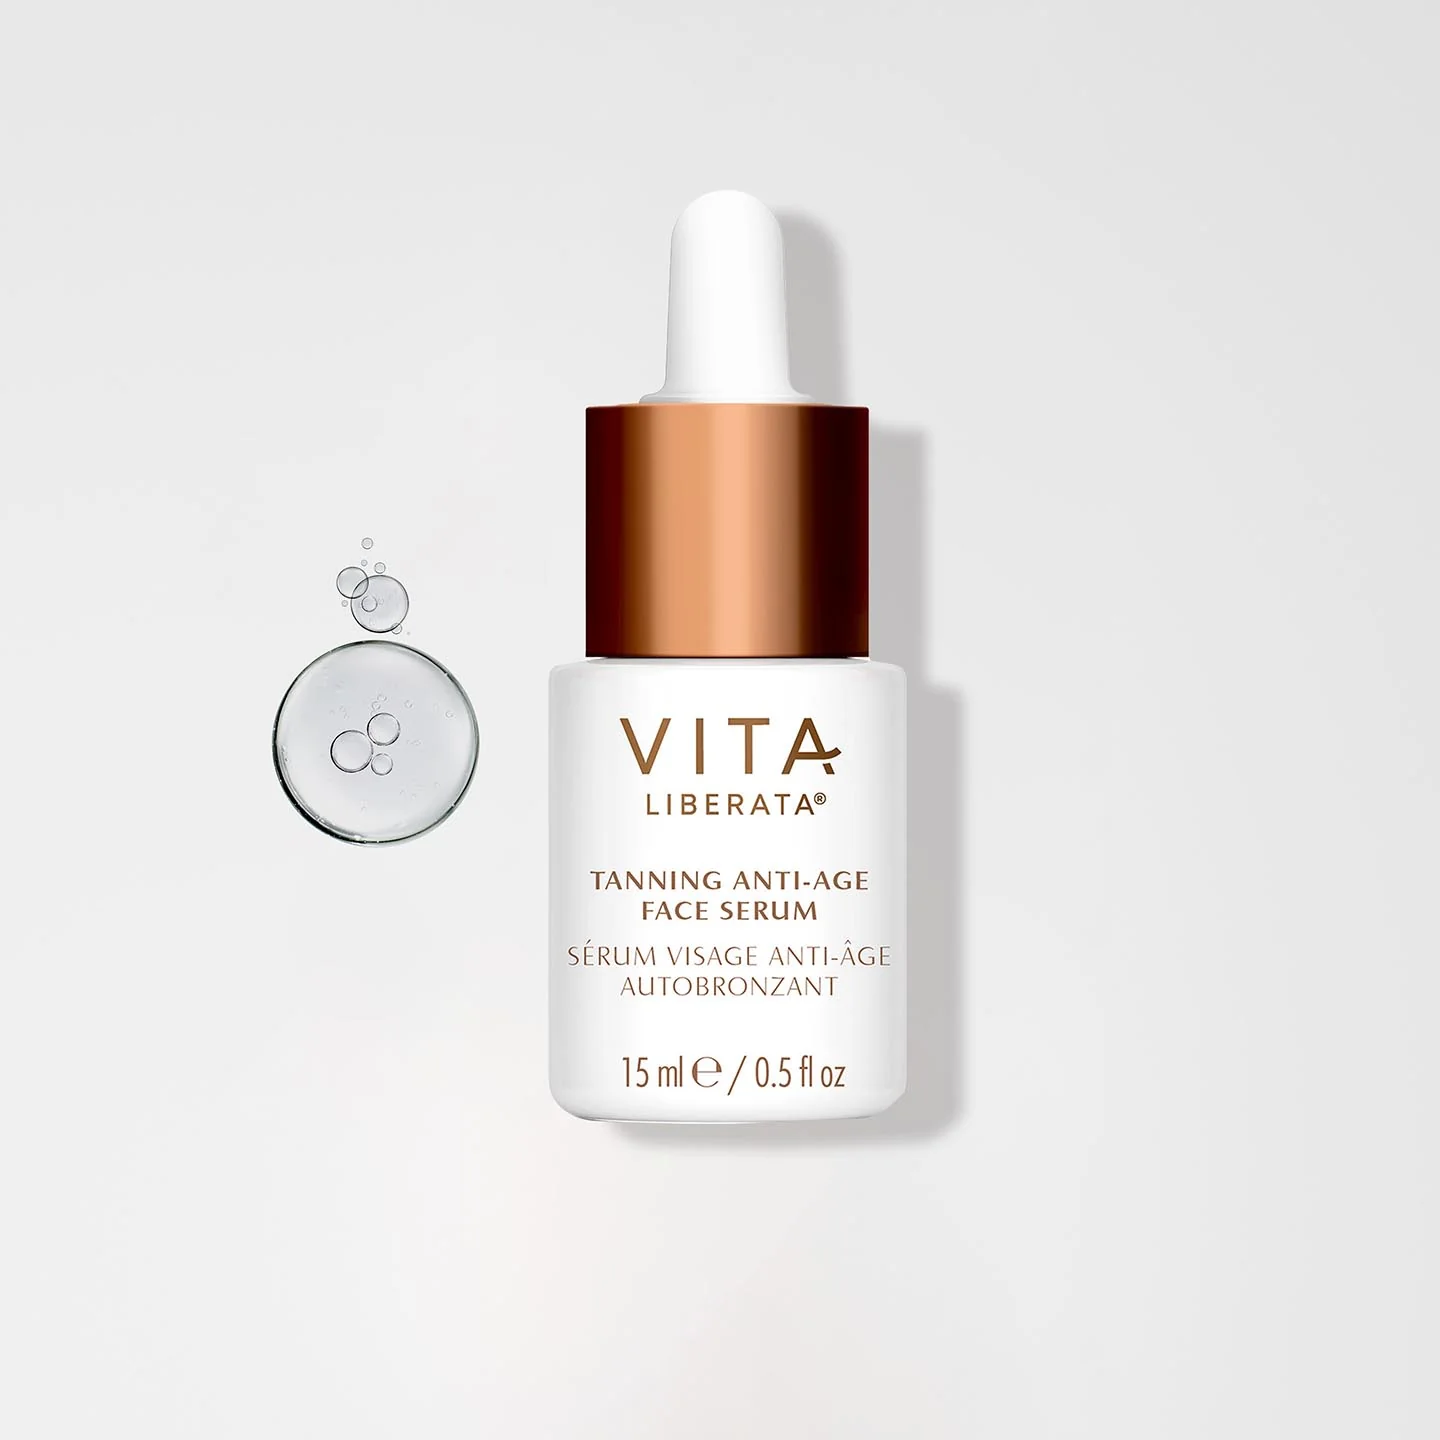 VITA
LIBERATA®
TANNING ANTI-AGE
FACE SERUM
SÉRUM VISAGE ANTI-ÂGE
AUTOBRONZANT
15 ml ℮ / 0.5 fl oz